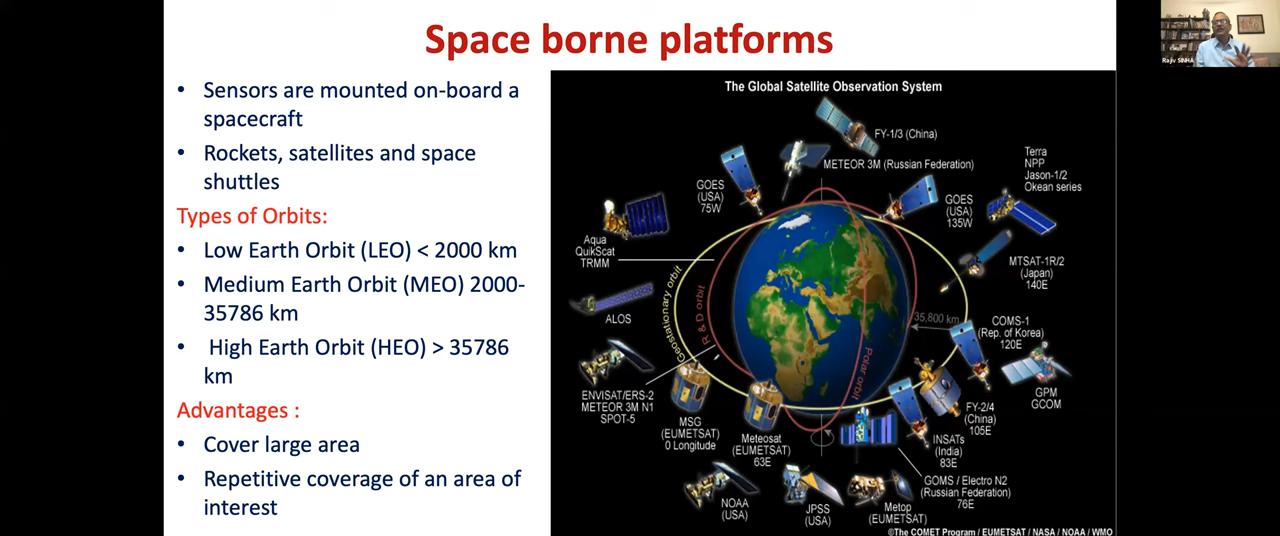 Space borne platforms
• Sensors are mounted on-board a
spacecraft
• Rockets, satellites and space
shuttles
Types of Orbits:
• Low Earth Orbit (LEO) < 2000 km
• Medium Earth Orbit (MEO) 2000-
35786 km
• High Earth Orbit (HEO) > 35786
km
Advantages :
• Cover large area
• Repetitive coverage of an area of
interest
The Global Satellite Observation System
FY-1/3 (China)
METEOR 3M (Russian Federation)
Terra
NPP
Jason-1/2
Okean series
GOES
(USA)
75W
GOES
(USA)
135W
Aqua
QuikScat
TRMM
MTSAT-1R/2
(Japan)
140E
ALOS
Geostationary orbit
R & D orbit
Polar orbit
35,800 km
COMS-1
(Rep. of Korea)
120E
GPM
GCOM
ENVISAT/ERS-2
METEOR 3M N1
SPOT-5
MSG
(EUMETSAT)
0 Longitude
Meteosat
(EUMETSAT)
63E
FY-2/4
(China)
105E
INSATs
(India)
83E
GOMS / Electro N2
(Russian Federation)
76E
NOAA
(USA)
JPSS
(USA)
Metop
(EUMETSAT)
©The COMET Program / EUMETSAT / NASA / NOAA / WMO
Rajiv SINHA